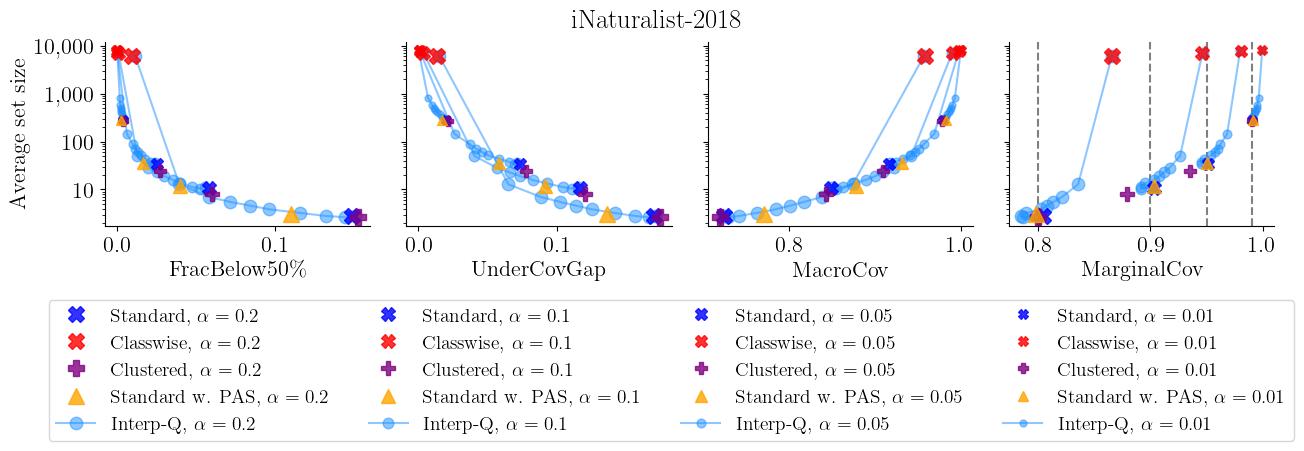 iNaturalist-2018
Average set size
10,000
1,000
100
10
0.0 0.1
FracBelow50%
0.0 0.1
UnderCovGap
0.8 1.0
MacroCov
0.8 0.9 1.0
MarginalCov
Standard, α = 0.2
Classwise, α = 0.2
Clustered, α = 0.2
Standard w. PAS, α = 0.2
Interp-Q, α = 0.2
Standard, α = 0.1
Classwise, α = 0.1
Clustered, α = 0.1
Standard w. PAS, α = 0.1
Interp-Q, α = 0.1
Standard, α = 0.05
Classwise, α = 0.05
Clustered, α = 0.05
Standard w. PAS, α = 0.05
Interp-Q, α = 0.05
Standard, α = 0.01
Classwise, α = 0.01
Clustered, α = 0.01
Standard w. PAS, α = 0.01
Interp-Q, α = 0.01